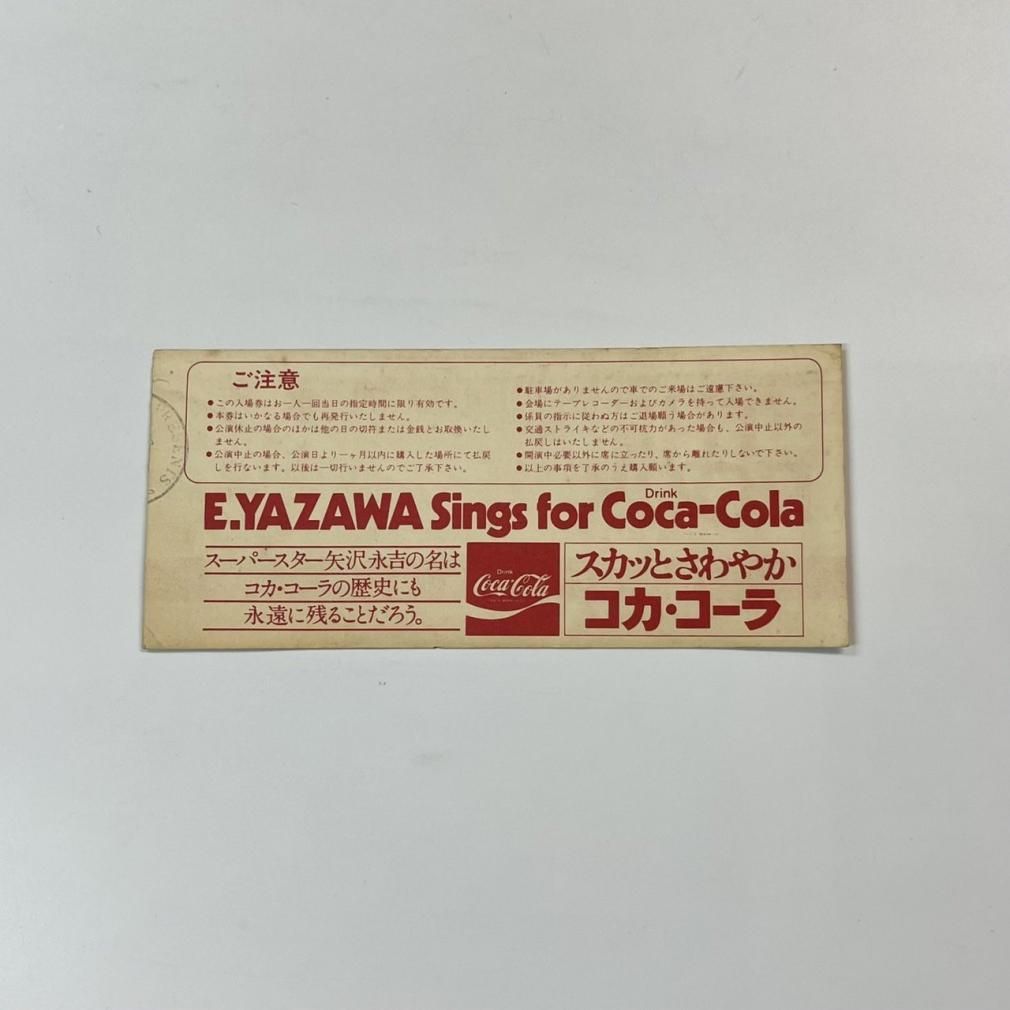 ご注意
●この入場券はお一人一回当日の指定時間に限り有効です。
●本券はいかなる場合でも再発行いたしません。
●公演休止の場合のほかは他の日の切符または金銭とお取換いたし
ません。
●公演中止の場合、公演日より一ヶ月以内に購入した場所にて払戻
しを行ないます。以後は一切行いませんのでご了承下さい。
●駐車場がありませんので車でのご来場はご遠慮下さい。
●会場にテープレコーダーおよびカメラを持って入場できません。
●係員の指示に従わぬ方はご退場願う場合があります。
●交通ストライキなどの不可抗力があった場合も、公演中止以外の
払戻しはいたしません。
●開演中必要以外に席に立ったり、席から離れたりしないで下さい。
●以上の事項を了承のうえ購入願います。
PRESENTS
Drink
E.YAZAWA Sings for Coca-Cola
スーパースター矢沢永吉の名は
コカ・コーラの歴史にも
永遠に残ることだろう。
Drink
Coca-Cola
スカッとさわやか
コカ・コーラ